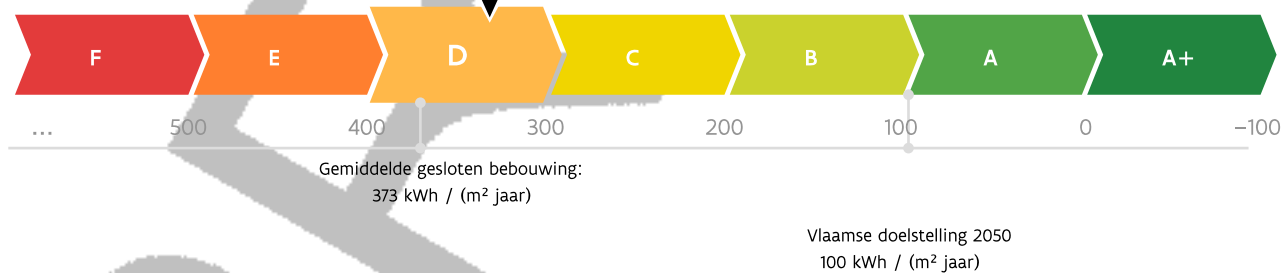 F E D C B A A+
... 500 400 300 200 100 0 −100
Gemiddelde gesloten bebouwing:
373 kWh / (m² jaar)
Vlaamse doelstelling 2050
100 kWh / (m² jaar)